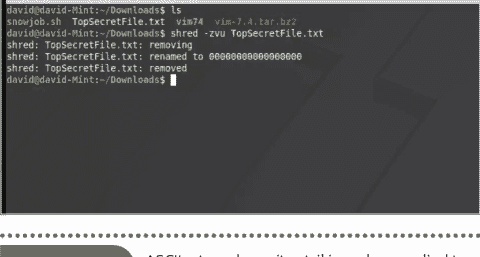 david@david-Mint:~/Downloads$ ls
snowjob.sh TopSecretFile.txt vim74 vim-7.4.tar.bz2
david@david-Mint:~/Downloads$ shred -zvu TopSecretFile.txt
shred: TopSecretFile.txt: removing
shred: TopSecretFile.txt: renamed to 00000000000000000
shred: TopSecretFile.txt: removed
david@david-Mint:~/Downloads$